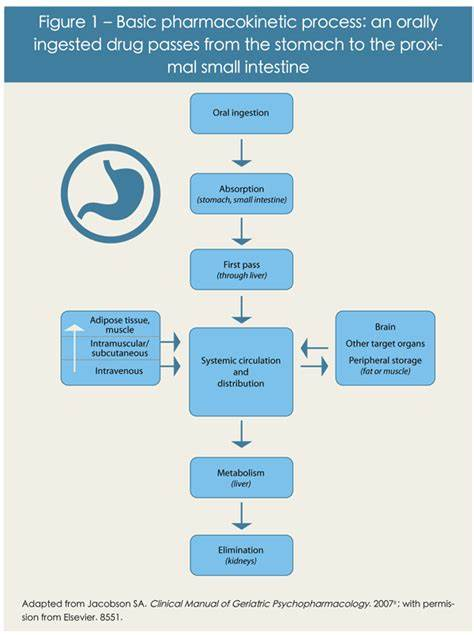 Figure 1 – Basic pharmacokinetic process: an orally
ingested drug passes from the stomach to the proxi-
mal small intestine
Oral ingestion
Absorption
(stomach, small intestine)
First pass
(through liver)
Adipose tissue,
muscle
Intramuscular/
subcutaneous
Intravenous
Systemic circulation
and
distribution
Brain
Other target organs
Peripheral storage
(fat or muscle)
Metabolism
(liver)
Elimination
(kidneys)
Adapted from Jacobson SA. Clinical Manual of Geriatric Psychopharmacology. 2007⁸; with permis-
sion from Elsevier. 8551.